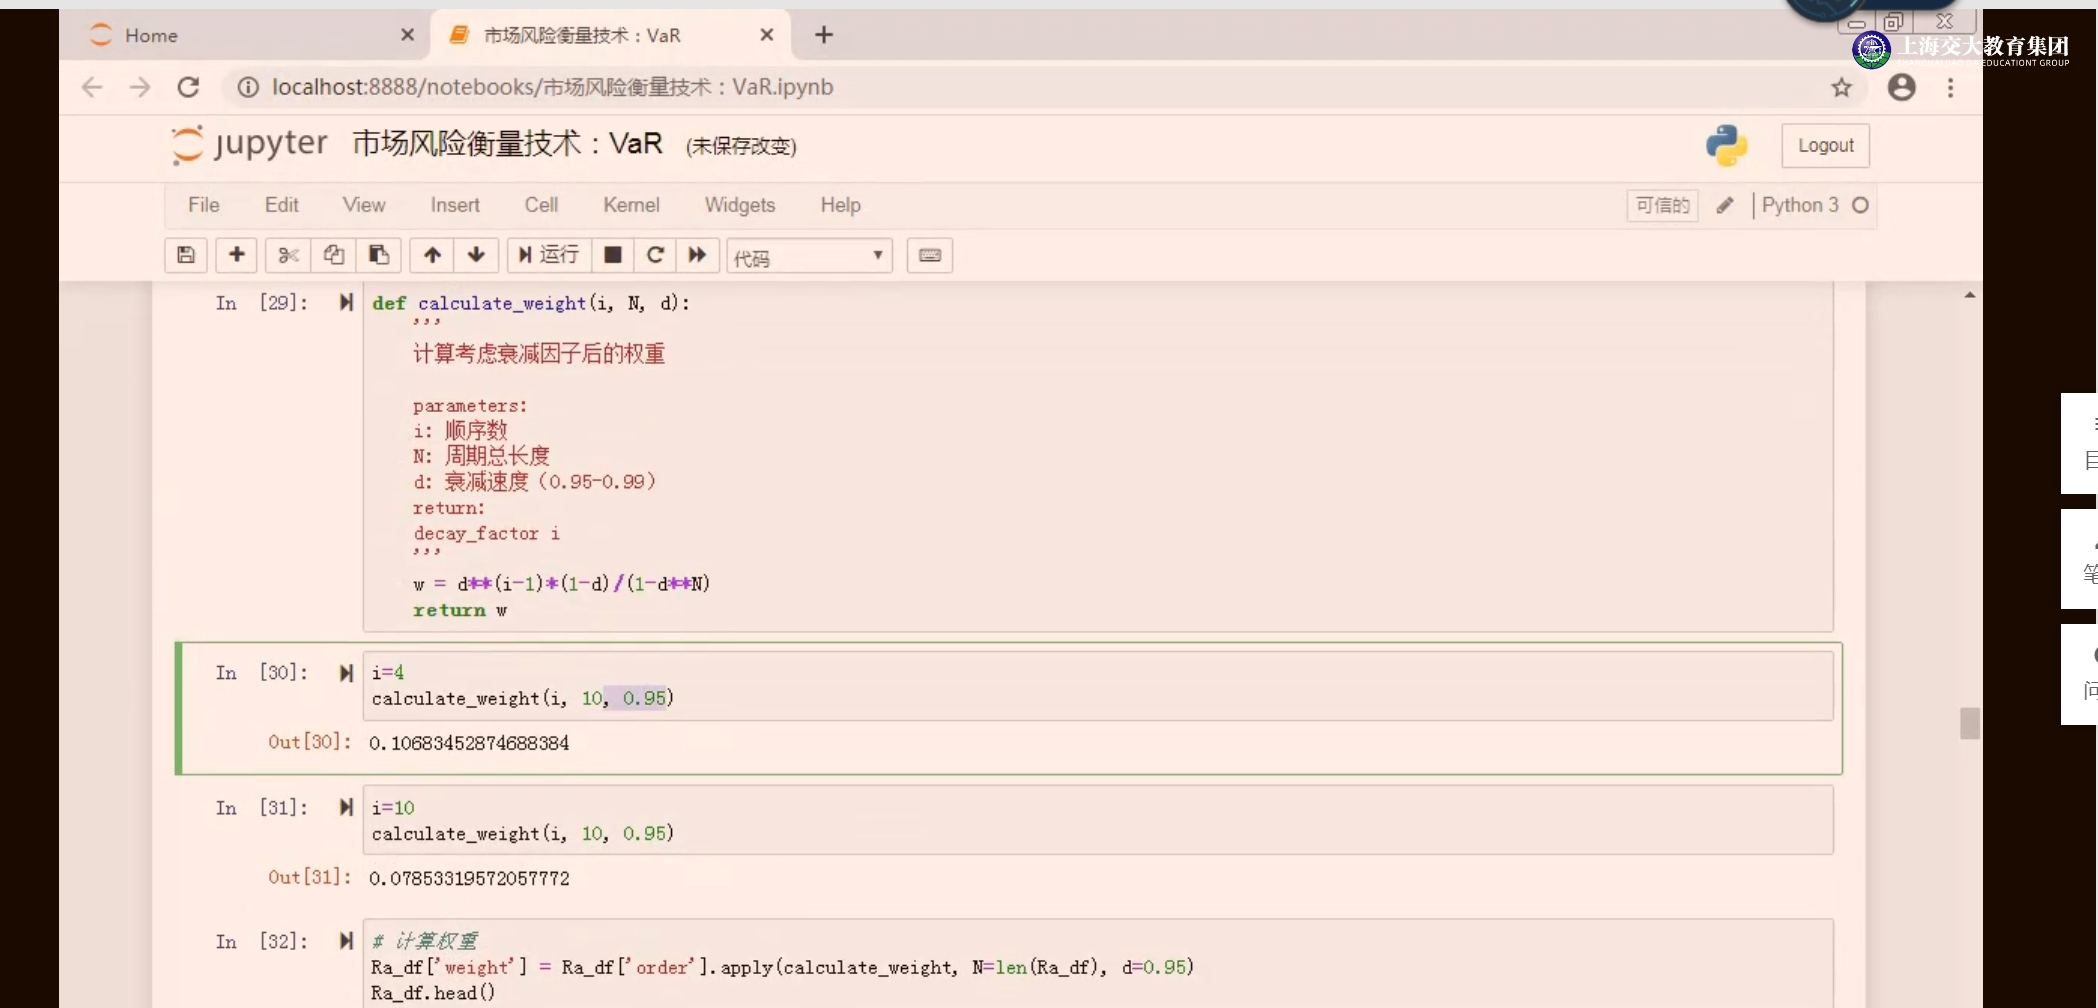 Home
市场风险衡量技术：VaR
上海交大教育集团
EDUCATIONT GROUP
localhost:8888/notebooks/市场风险衡量技术：VaR.ipynb
jupyter 市场风险衡量技术：VaR (未保存改变)
Logout
File Edit View Insert Cell Kernel Widgets Help
可信的 Python 3
运行 代码
In [29]: def calculate_weight(i, N, d):
'''
计算考虑衰减因子后的权重
parameters:
i: 顺序数
N: 周期总长度
d: 衰减速度（0.95-0.99）
return:
decay_factor i
'''
w = d**(i-1)*(1-d)/(1-d**N)
return w
In [30]: i=4
calculate_weight(i, 10, 0.95)
Out[30]: 0.10683452874688384
In [31]: i=10
calculate_weight(i, 10, 0.95)
Out[31]: 0.07853319572057772
In [32]: # 计算权重
Ra_df['weight'] = Ra_df['order'].apply(calculate_weight, N=len(Ra_df), d=0.95)
Ra_df.head()